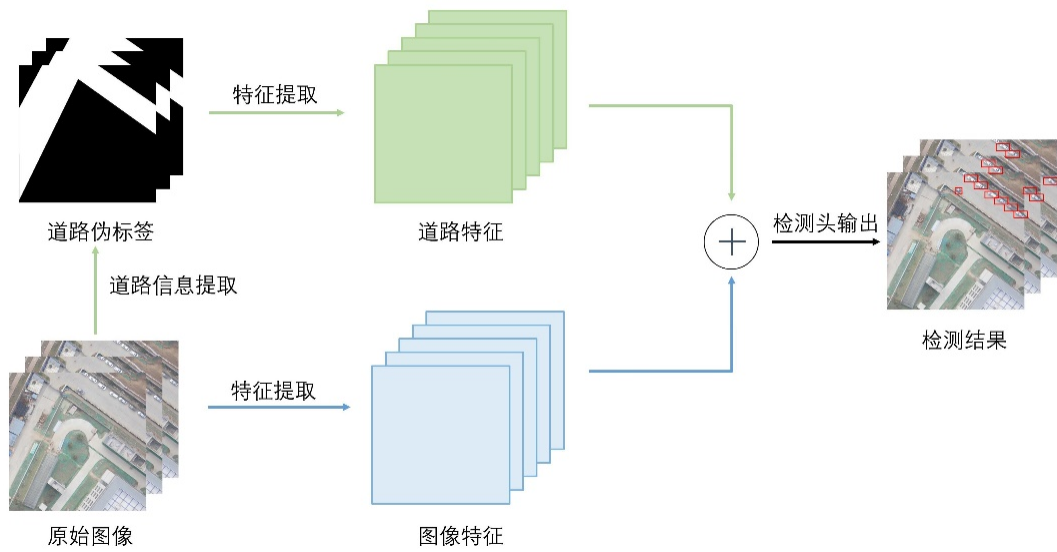 特征提取
道路伪标签
道路特征
检测头输出
道路信息提取
检测结果
特征提取
原始图像
图像特征